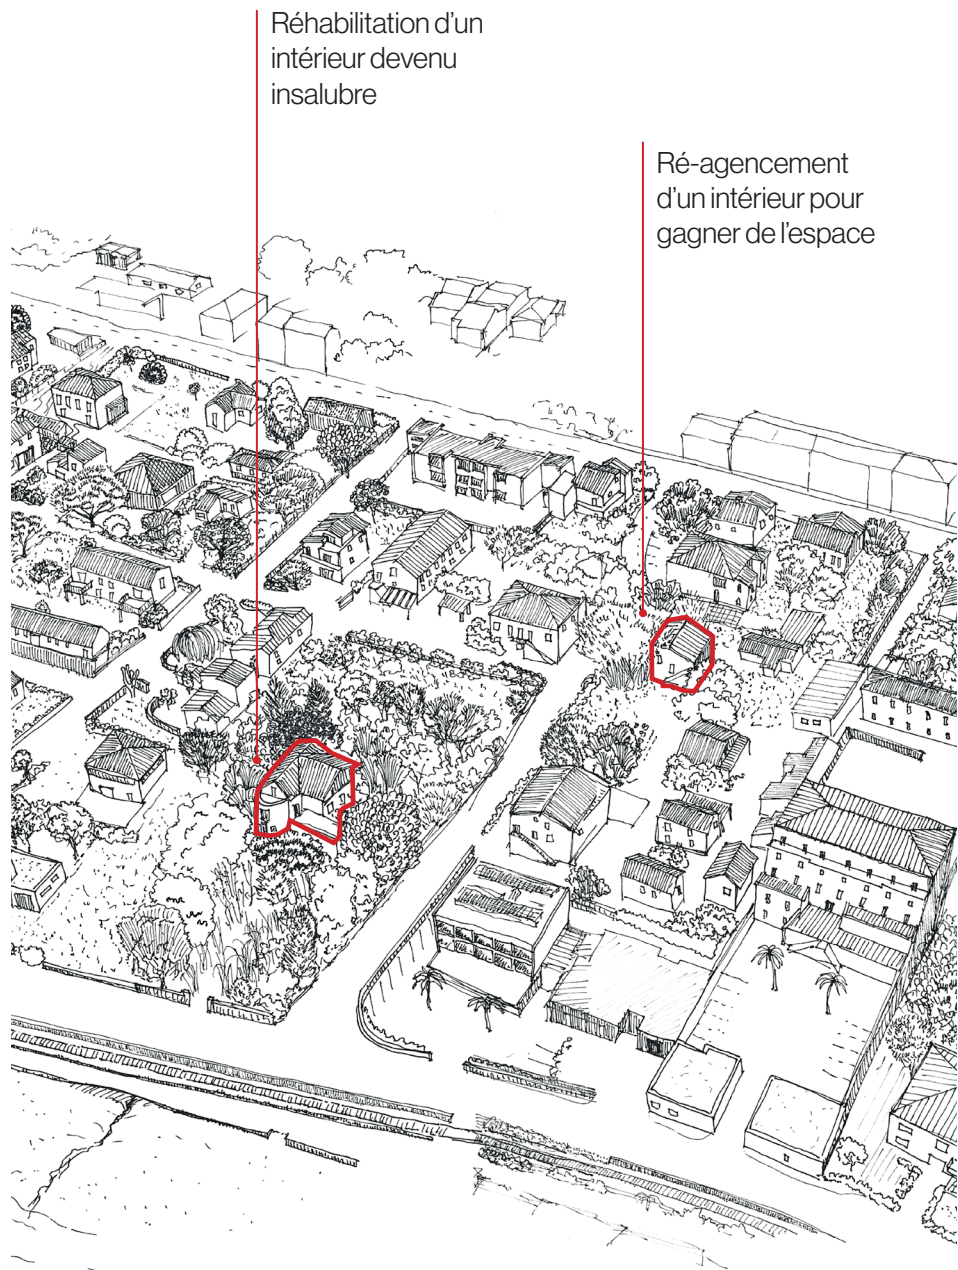 Réhabilitation d'un
intérieur devenu
insalubre
Ré-agencement
d'un intérieur pour
gagner de l'espace